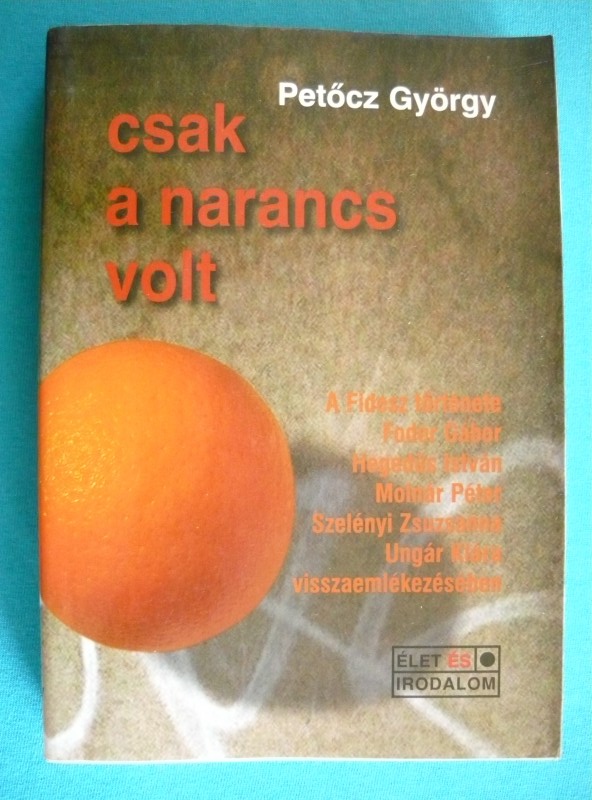 Petőcz György
csak
a narancs
volt
A Fidesz története
Fodor Gábor
Hegedűs István
Molnár Péter
Szelényi Zsuzsanna
Ungár Klára
visszaemlékezésében
ÉLET ÉS
IRODALOM